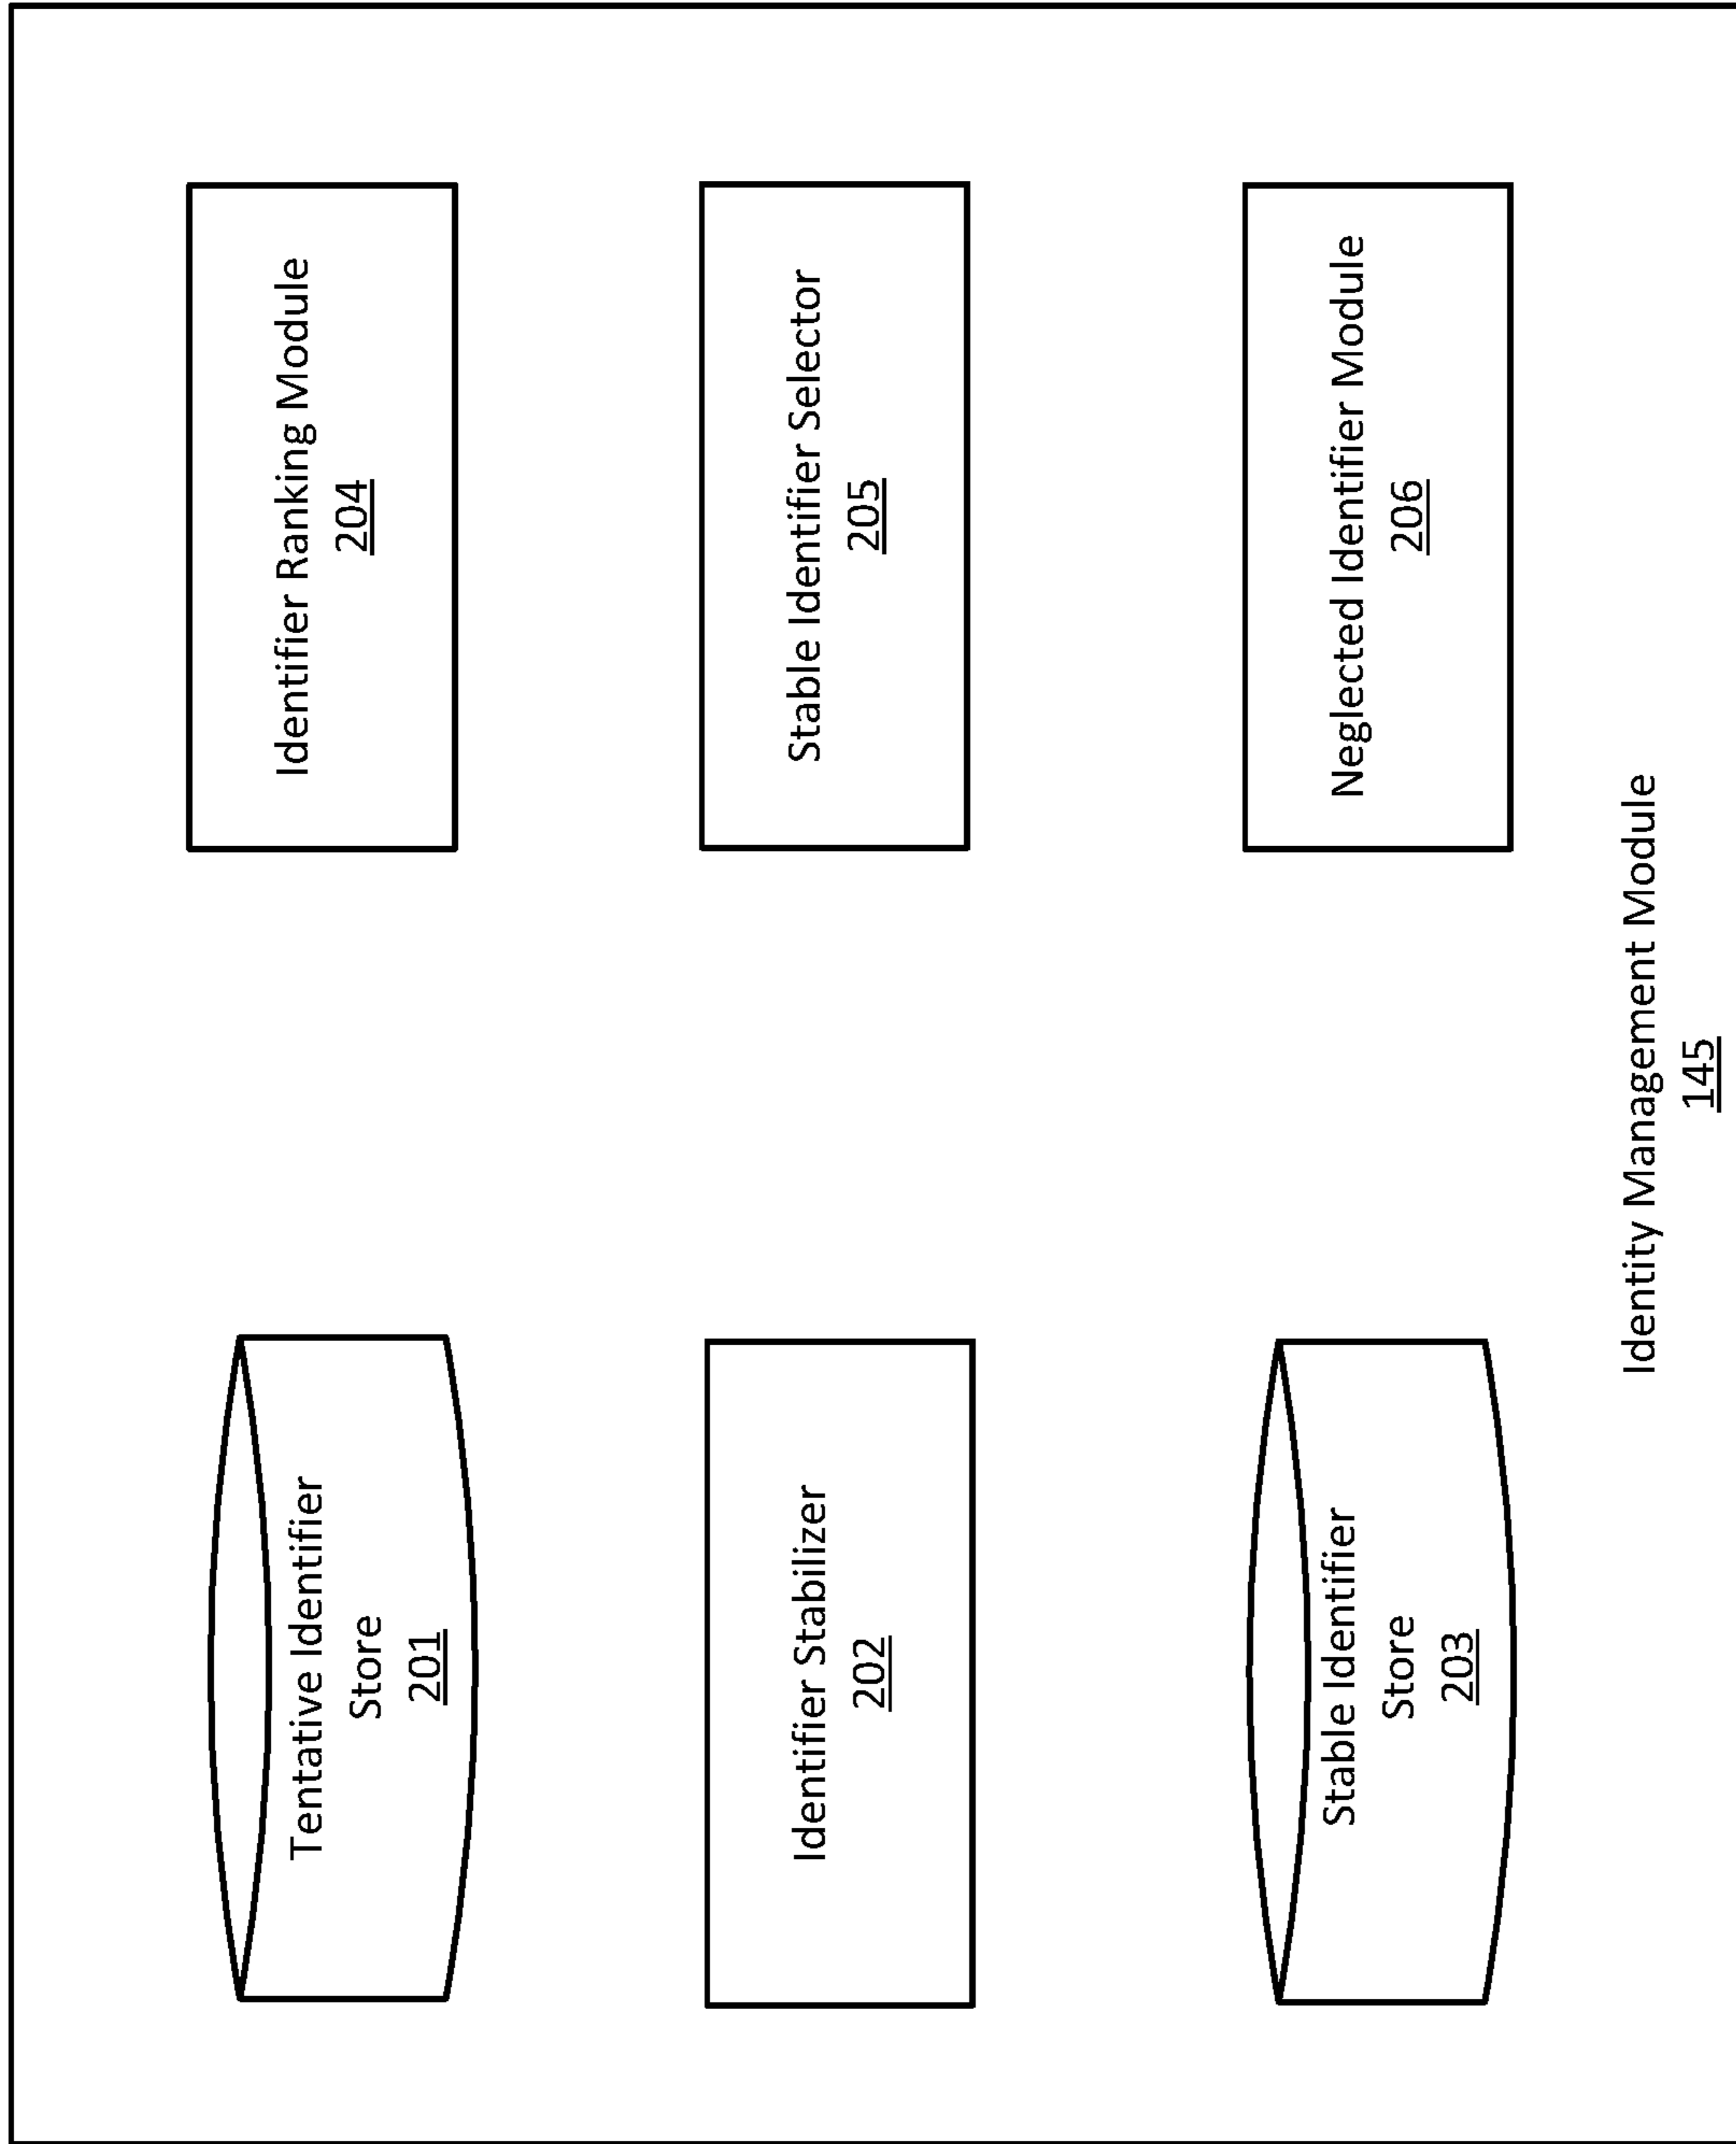 Tentative Identifier
Store
201
Identifier Stabilizer
202
Stable Identifier
Store
203
Identifier Ranking Module
204
Stable Identifier Selector
205
Neglected Identifier Module
206
Identity Management Module
145